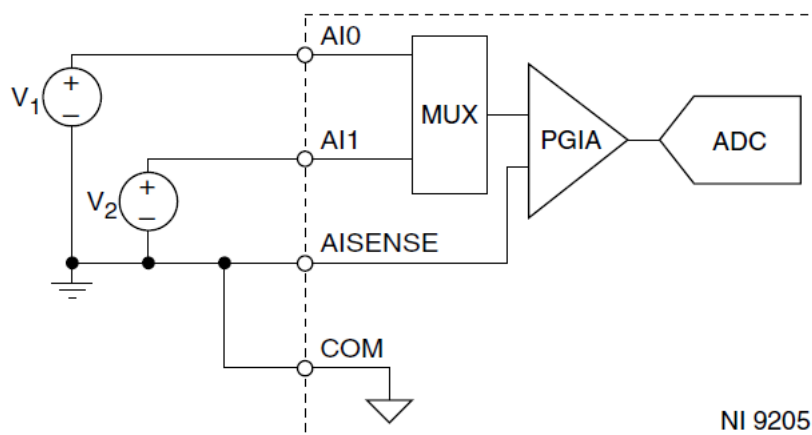 AI0
V1
+
−
MUX
PGIA
ADC
AI1
V2
+
−
AISENSE
COM
NI 9205